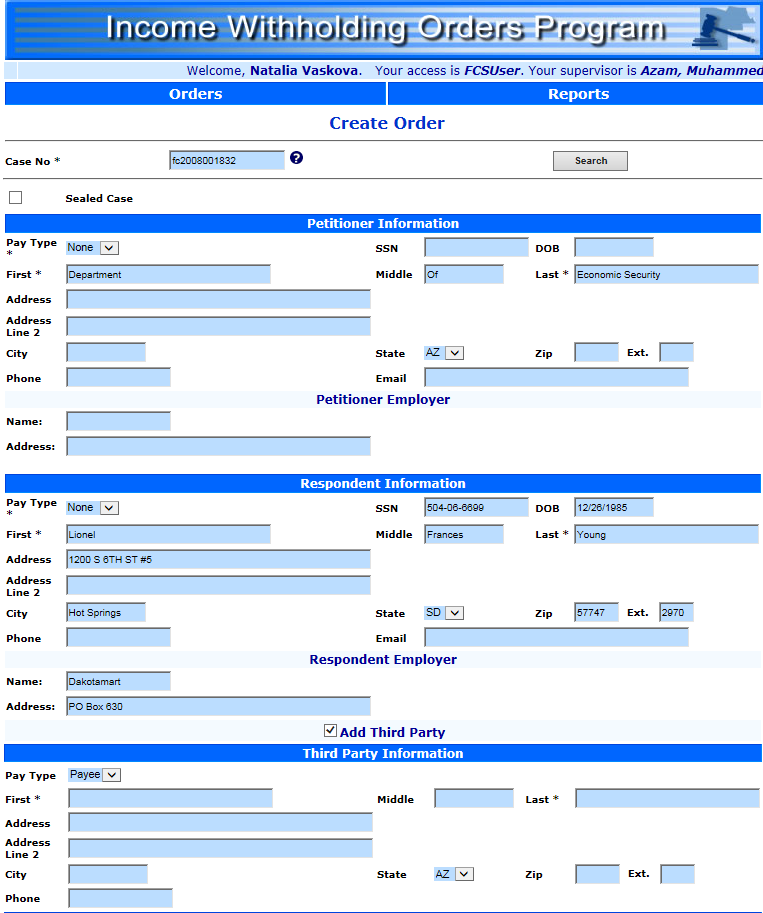 Income Withholding Orders Program
Welcome, Natalia Vaskova. Your access is FCSUser. Your supervisor is Azam, Muhammed
Orders Reports
Create Order
Case No * fc2008001832 ? Search
Sealed Case
Petitioner Information
Pay Type * None SSN DOB
First * Department Middle Of Last * Economic Security
Address
Address Line 2
City State AZ Zip Ext.
Phone Email
Petitioner Employer
Name:
Address:
Respondent Information
Pay Type * None SSN 504-06-6699 DOB 12/26/1985
First * Lionel Middle Frances Last * Young
Address 1200 S 6TH ST #5
Address Line 2
City Hot Springs State SD Zip 57747 Ext. 2970
Phone Email
Respondent Employer
Name: Dakotamart
Address: PO Box 630
Add Third Party
Third Party Information
Pay Type Payee
First * Middle Last *
Address
Address Line 2
City State AZ Zip Ext.
Phone